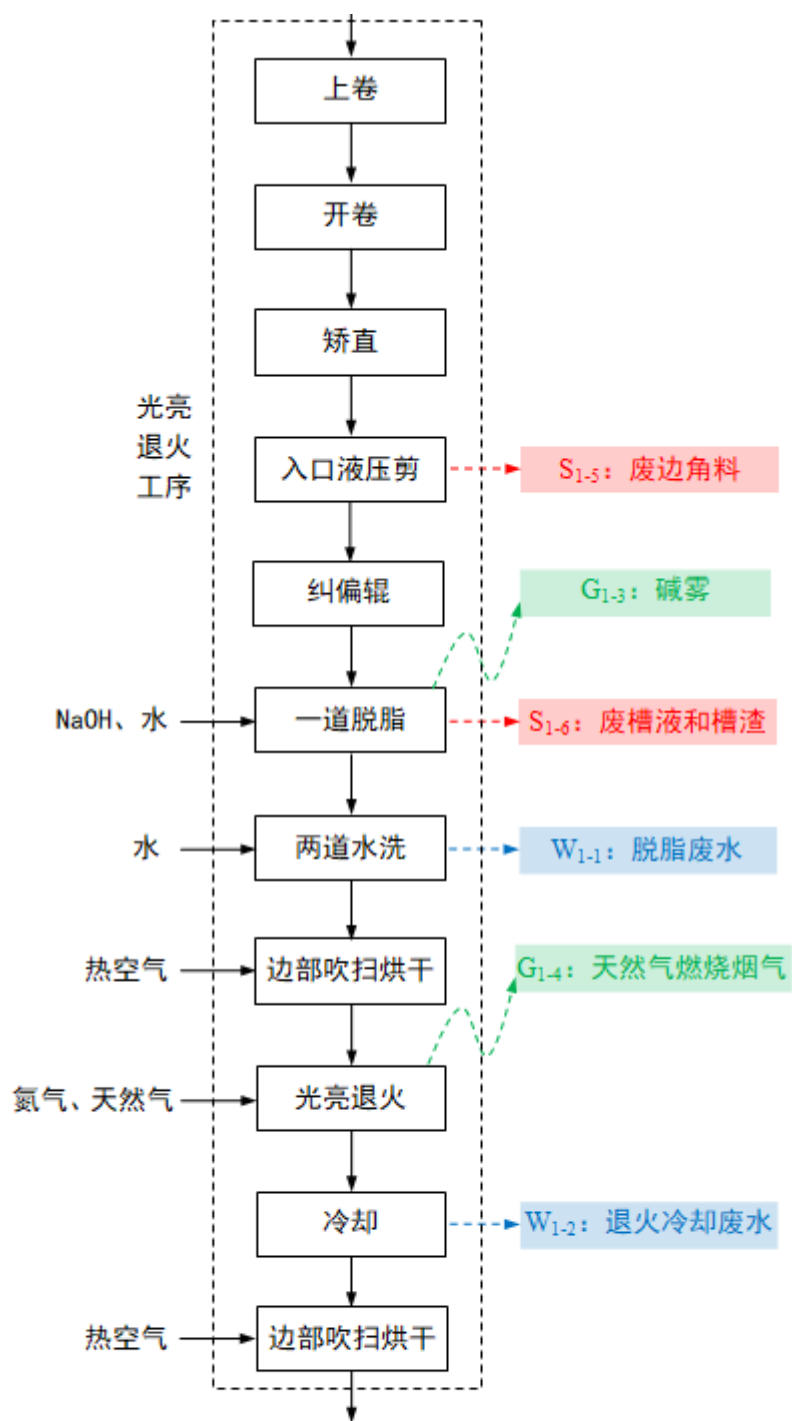 上卷
开卷
矫直
光亮
退火
工序
入口液压剪
S₁₋₅：废边角料
纠偏辊
G₁₋₃：碱雾
NaOH、水
一道脱脂
S₁₋₆：废槽液和槽渣
水
两道水洗
W₁₋₁：脱脂废水
热空气
边部吹扫烘干
G₁₋₄：天然气燃烧烟气
氮气、天然气
光亮退火
冷却
W₁₋₂：退火冷却废水
热空气
边部吹扫烘干